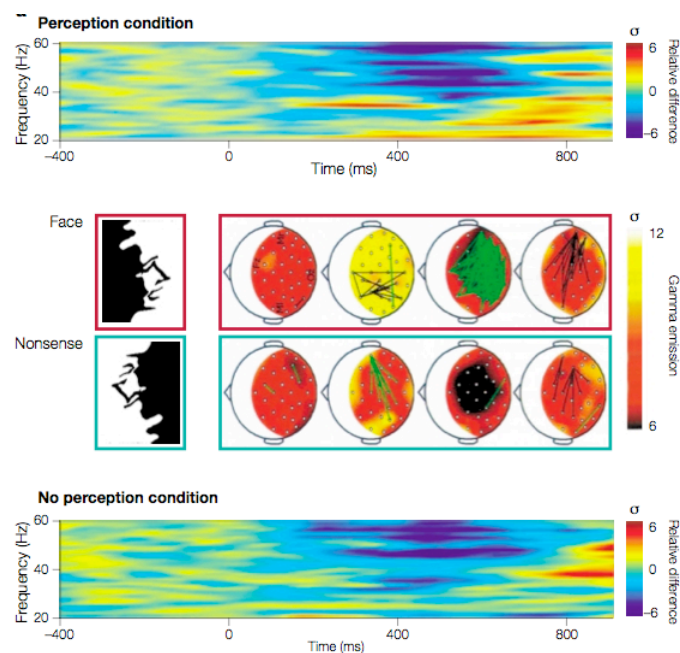 Perception condition
σ
60
40
20
Frequency (Hz)
-400
0
400
800
Time (ms)
6
0
-6
Relative difference
Face
Nonsense
σ
12
6
Gamma emission
No perception condition
σ
60
40
20
Frequency (Hz)
-400
0
400
800
Time (ms)
6
0
-6
Relative difference